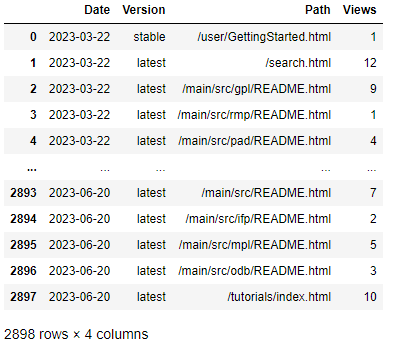 Date Version Path Views
0 2023-03-22 stable /user/GettingStarted.html 1
1 2023-03-22 latest /search.html 12
2 2023-03-22 latest /main/src/gpl/README.html 9
3 2023-03-22 latest /main/src/rmp/README.html 1
4 2023-03-22 latest /main/src/pad/README.html 4
... ... ... ... ...
2893 2023-06-20 latest /main/src/README.html 7
2894 2023-06-20 latest /main/src/ifp/README.html 2
2895 2023-06-20 latest /main/src/mpl/README.html 5
2896 2023-06-20 latest /main/src/odb/README.html 3
2897 2023-06-20 latest /tutorials/index.html 10
2898 rows × 4 columns